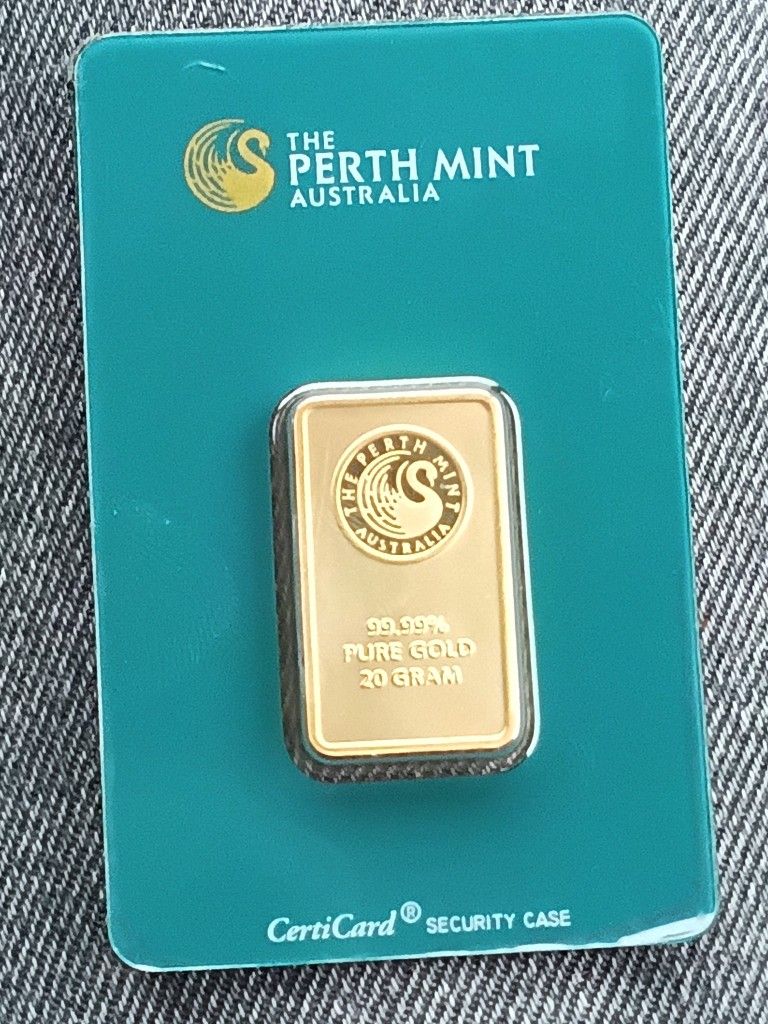 THE
PERTH MINT
AUSTRALIA
THE PERTH MINT
AUSTRALIA
99.99%
PURE GOLD
20 GRAM
CertiCard® SECURITY CASE